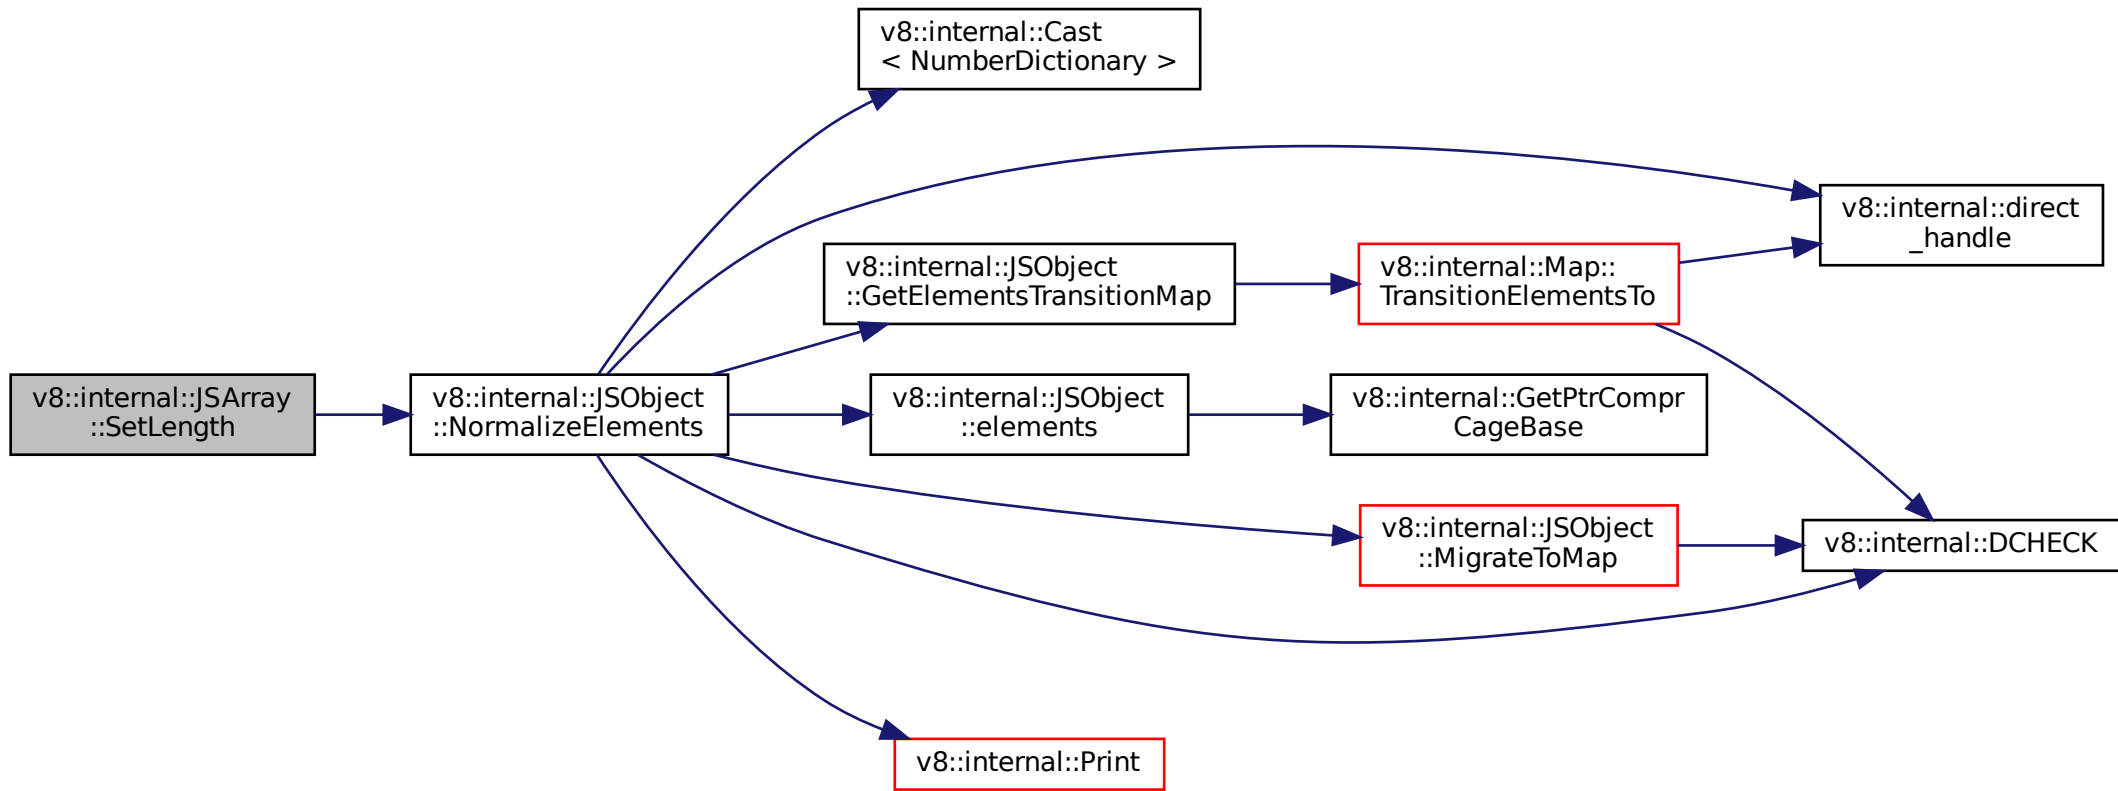 v8::internal::Cast
< NumberDictionary >
v8::internal::direct
_handle
v8::internal::JSObject
::GetElementsTransitionMap
v8::internal::Map::
TransitionElementsTo
v8::internal::JSArray
::SetLength
v8::internal::JSObject
::NormalizeElements
v8::internal::JSObject
::elements
v8::internal::GetPtrCompr
CageBase
v8::internal::JSObject
::MigrateToMap
v8::internal::DCHECK
v8::internal::Print